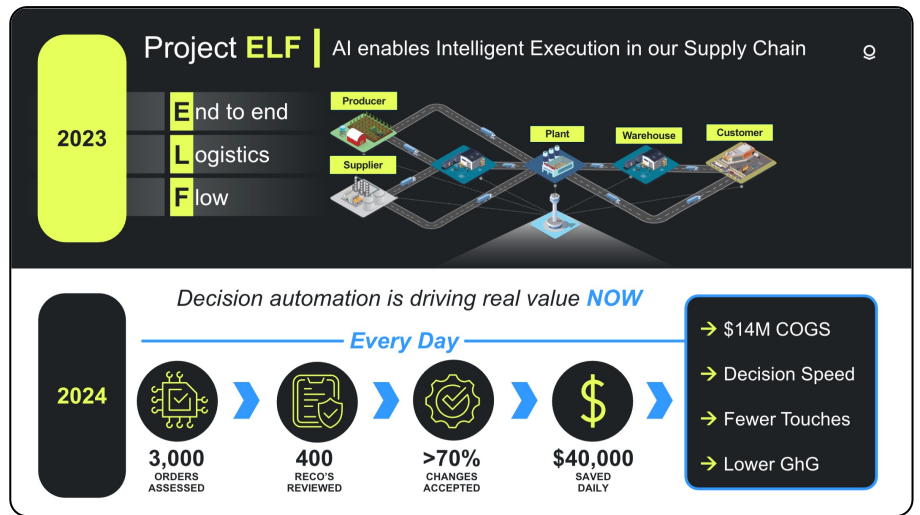 Project ELF
AI enables Intelligent Execution in our Supply Chain
2023
End to end
Logistics
Flow
Producer
Supplier
Plant
Warehouse
Customer
Decision automation is driving real value NOW
Every Day
2024
3,000
ORDERS
ASSESSED
400
RECO'S
REVIEWED
>70%
CHANGES
ACCEPTED
$40,000
SAVED
DAILY
→ $14M COGS
→ Decision Speed
→ Fewer Touches
→ Lower GhG